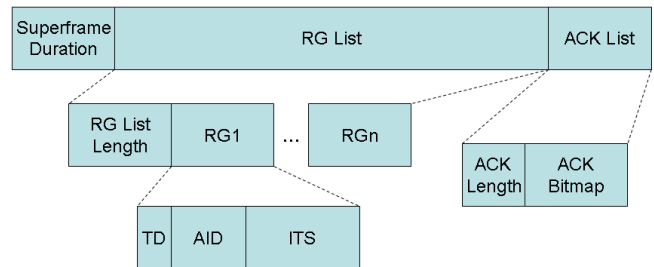 Superframe Duration RG List ACK List
RG List Length RG1 ... RGn
ACK Length ACK Bitmap
TD AID ITS